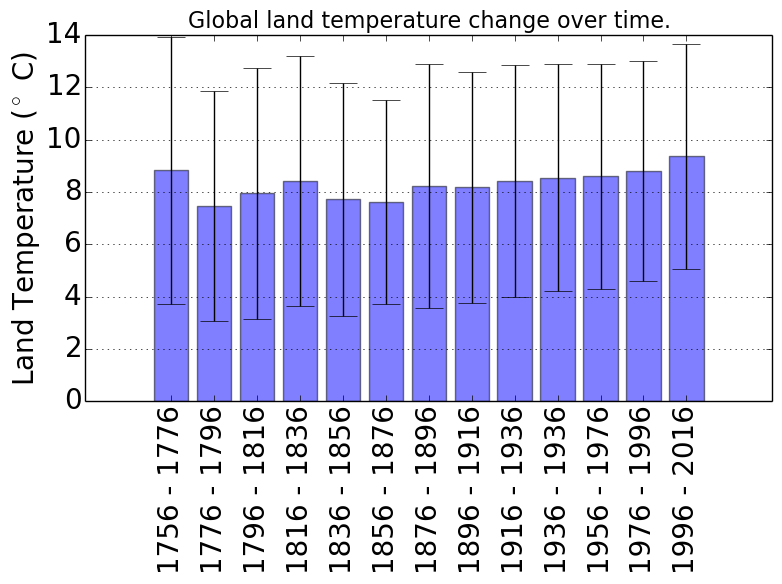 Global land temperature change over time.
Land Temperature (° C)
14
12
10
8
6
4
2
0
1756 - 1776
1776 - 1796
1796 - 1816
1816 - 1836
1836 - 1856
1856 - 1876
1876 - 1896
1896 - 1916
1916 - 1936
1936 - 1936
1956 - 1976
1976 - 1996
1996 - 2016